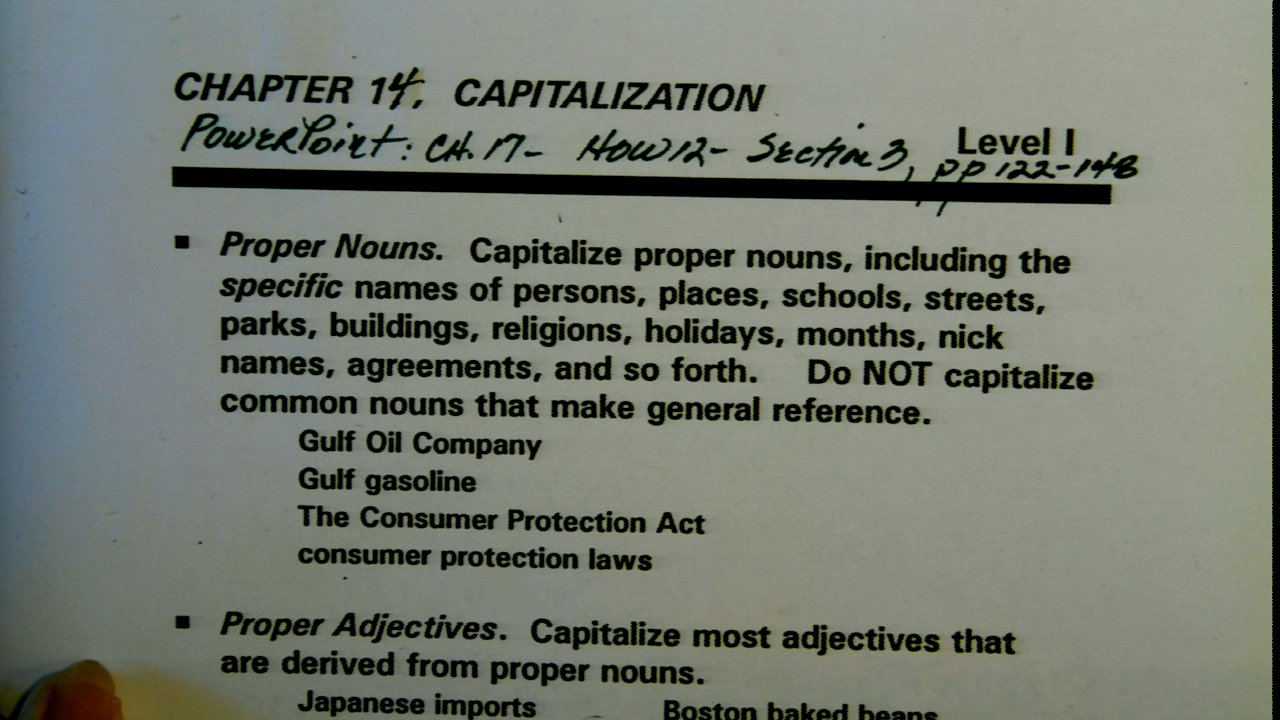 CHAPTER 14, CAPITALIZATION
PowerPoint: CH. 17- HOW12- Section 3, pp 122-148
Level I
▪ Proper Nouns. Capitalize proper nouns, including the
specific names of persons, places, schools, streets,
parks, buildings, religions, holidays, months, nick
names, agreements, and so forth. Do NOT capitalize
common nouns that make general reference.
Gulf Oil Company
Gulf gasoline
The Consumer Protection Act
consumer protection laws
▪ Proper Adjectives. Capitalize most adjectives that
are derived from proper nouns.
Japanese imports Boston baked beans